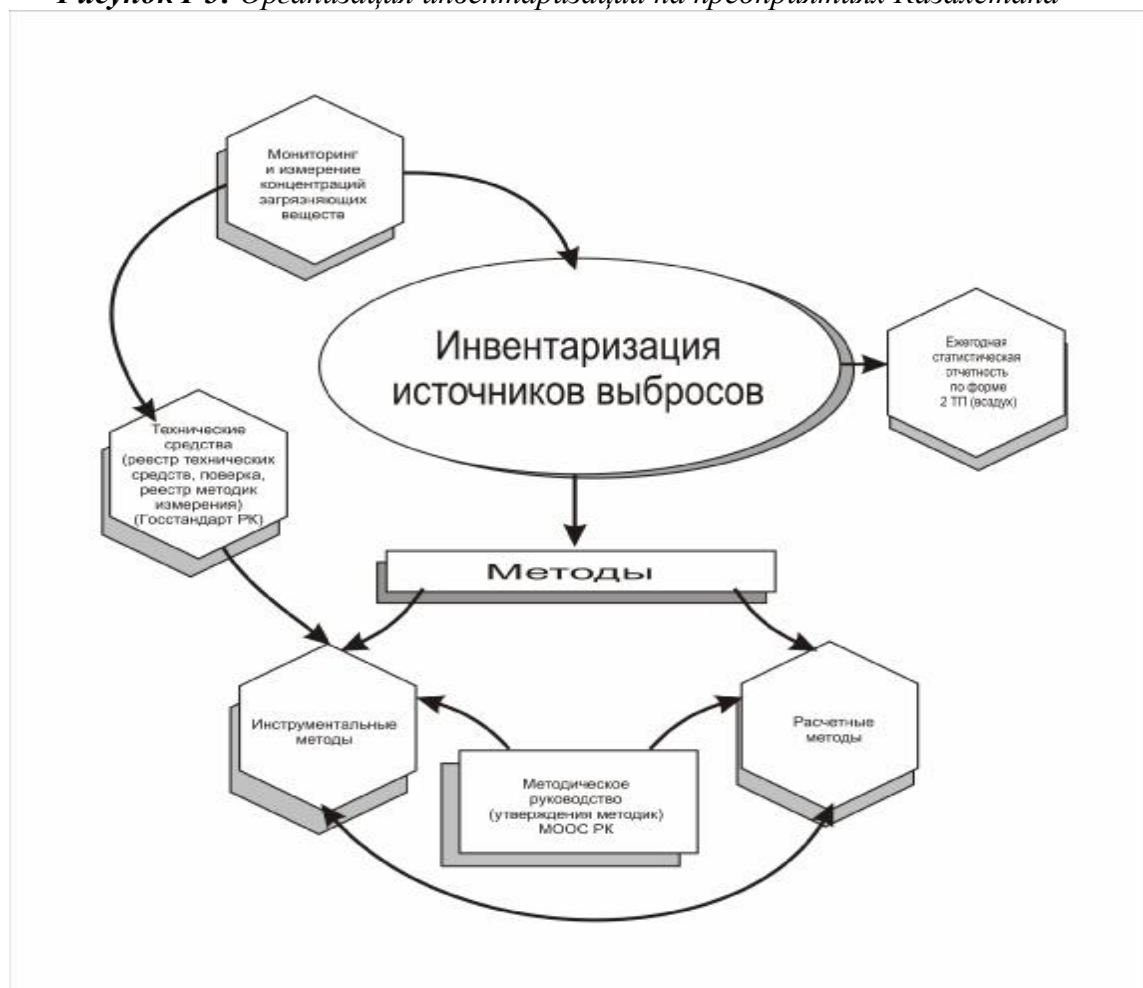 Рисунок 1-3. Организация инвентаризации на предприятиях Казахстана
Мониторинг
и измерение
концентраций
загрязняющих
веществ
Инвентаризация
источников выбросов
Ежегодная
статистическая
отчетность
по форме
2 ТП (воздух)
Технические
средства
(реестр технических
средств, поверка,
реестр методик
измерения)
(Госстандарт РК)
Методы
Инструментальные
методы
Расчетные
методы
Методическое
руководство
(утверждения методик)
МООС РК